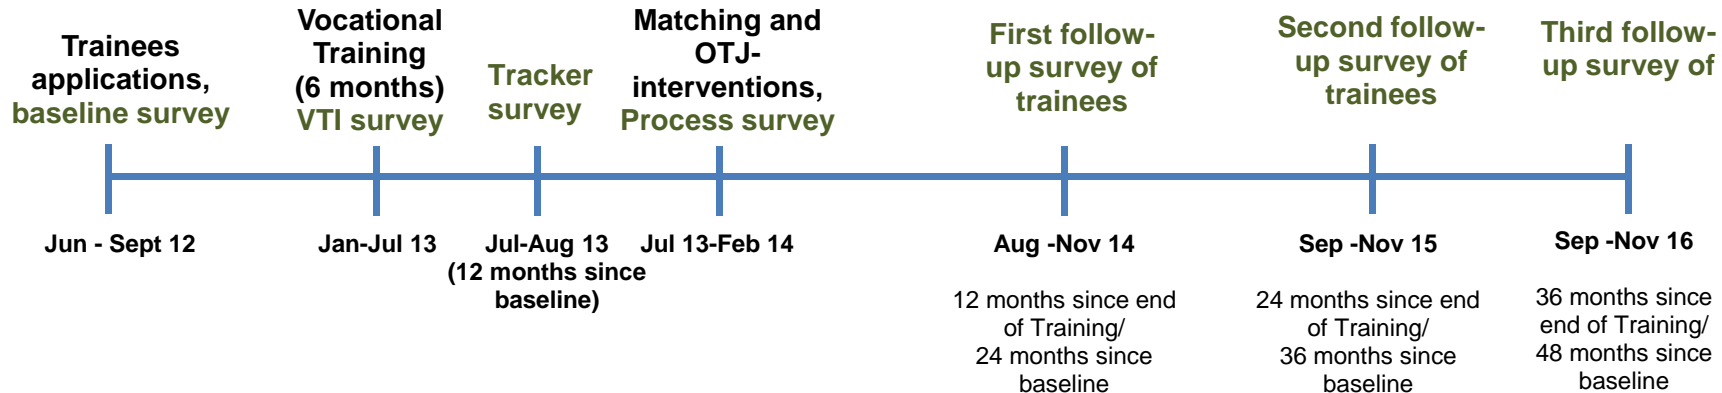 Trainees
applications,
baseline survey
Vocational
Training
(6 months)
VTI survey
Tracker
survey
Matching and
OTJ-
interventions,
Process survey
First follow-
up survey of
trainees
Second follow-
up survey of
trainees
Third follow-
up survey of
Jun - Sept 12
Jan-Jul 13
Jul-Aug 13
(12 months since
baseline)
Jul 13-Feb 14
Aug -Nov 14
12 months since end
of Training/
24 months since
baseline
Sep -Nov 15
24 months since end
of Training/
36 months since
baseline
Sep -Nov 16
36 months since
end of Training/
48 months since
baseline